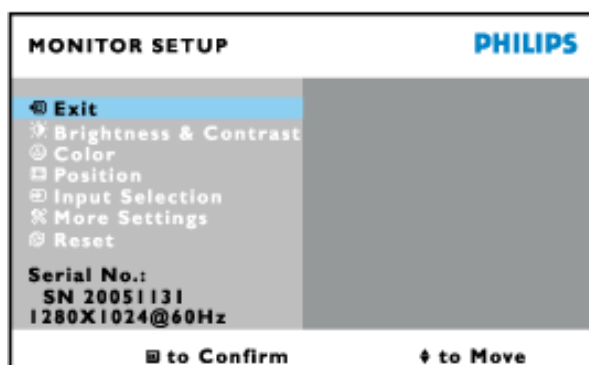 MONITOR SETUP
PHILIPS
Exit
Brightness & Contrast
Color
Position
Input Selection
More Settings
Reset
Serial No.:
SN 20051131
1280X1024@60Hz
to Confirm
to Move